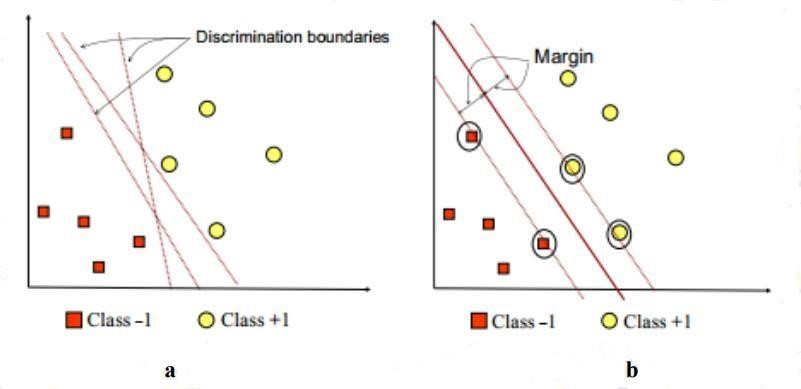 Discrimination boundaries
Class –1
Class +1
a
Margin
Class –1
Class +1
b